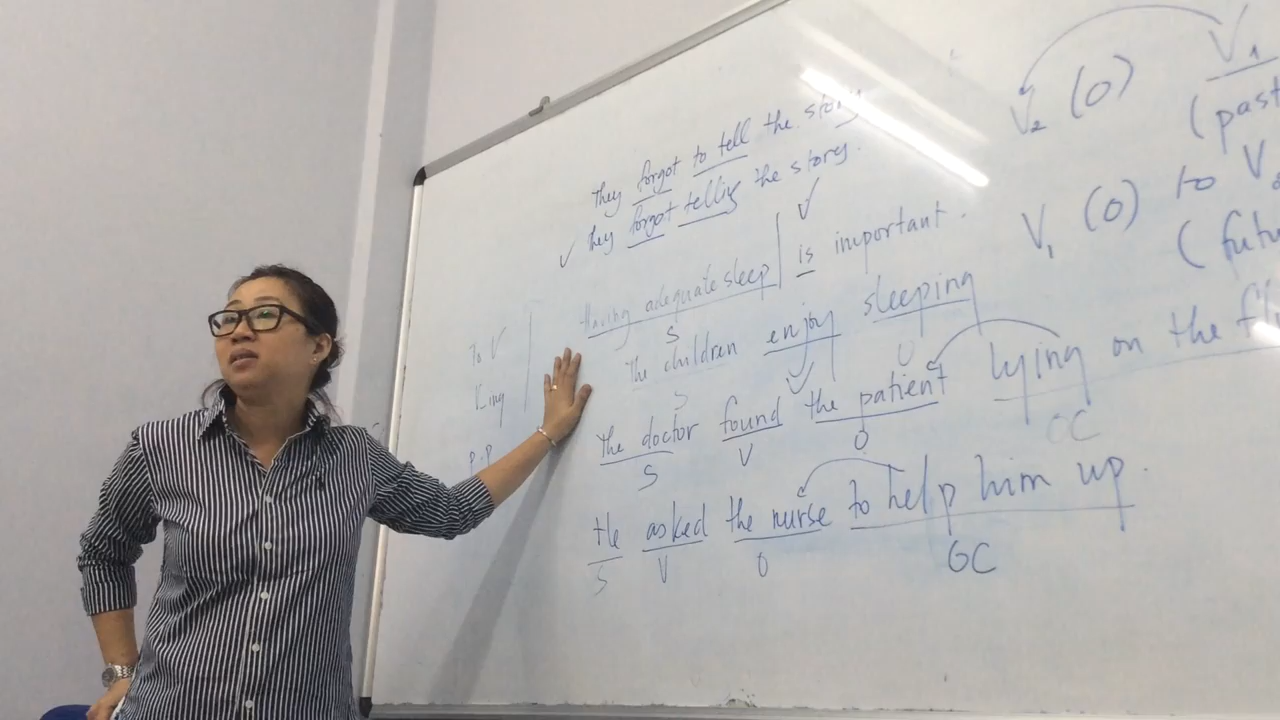 They forgot to tell the story
✓ they forgot telling the story.
Having adequate sleep | is important.
S ✓
The children enjoy sleeping
S V O
The doctor found the patient lying on the
S V O OC
He asked the nurse to help him up.
S V O OC
To V
V_ing
P.P
V2 (O) V1
(past
V1 (O) to V2
(futu